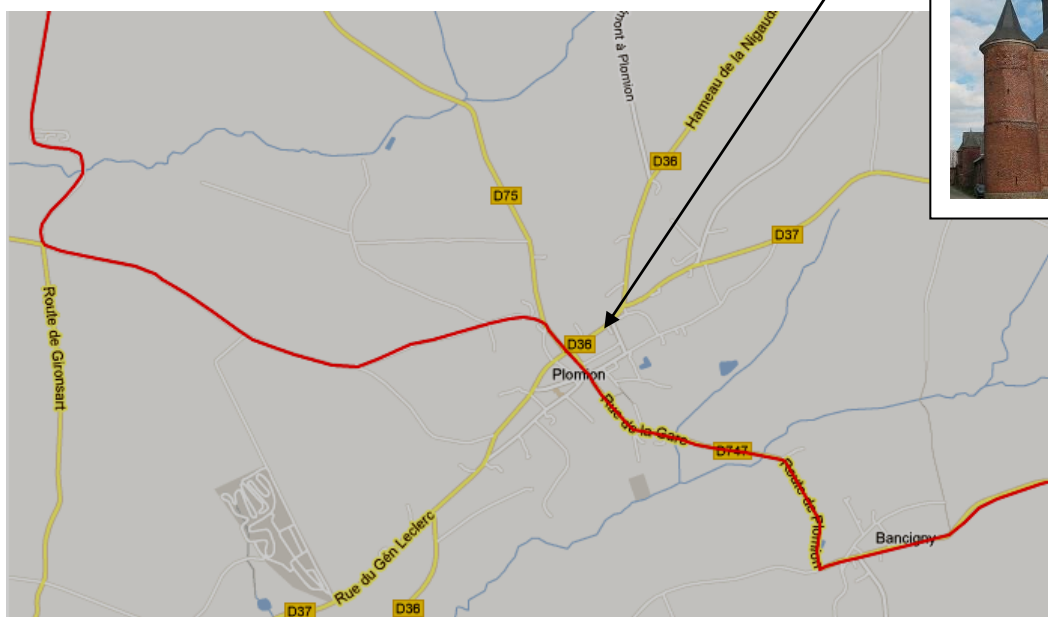 Pont à Plomion
Hameau de la Nigaud
D36
D75
D37
Route de Gironsart
D36
Plomion
Rue de la Gare
D747
Route de Plomion
Bancigny
Rue du Gén Leclerc
D37
D36